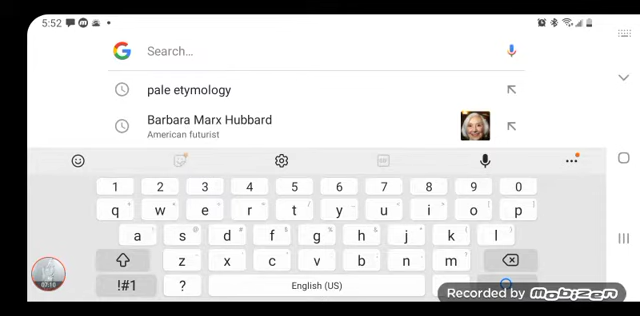 5:52
G Search...
pale etymology
Barbara Marx Hubbard
American futurist
1 2 3 4 5 6 7 8 9 0
q w e r t y u i o p
a s d f g h j k l
z x c v b n m
!#1 ? English (US)
07:10
Recorded by MOBIZEN